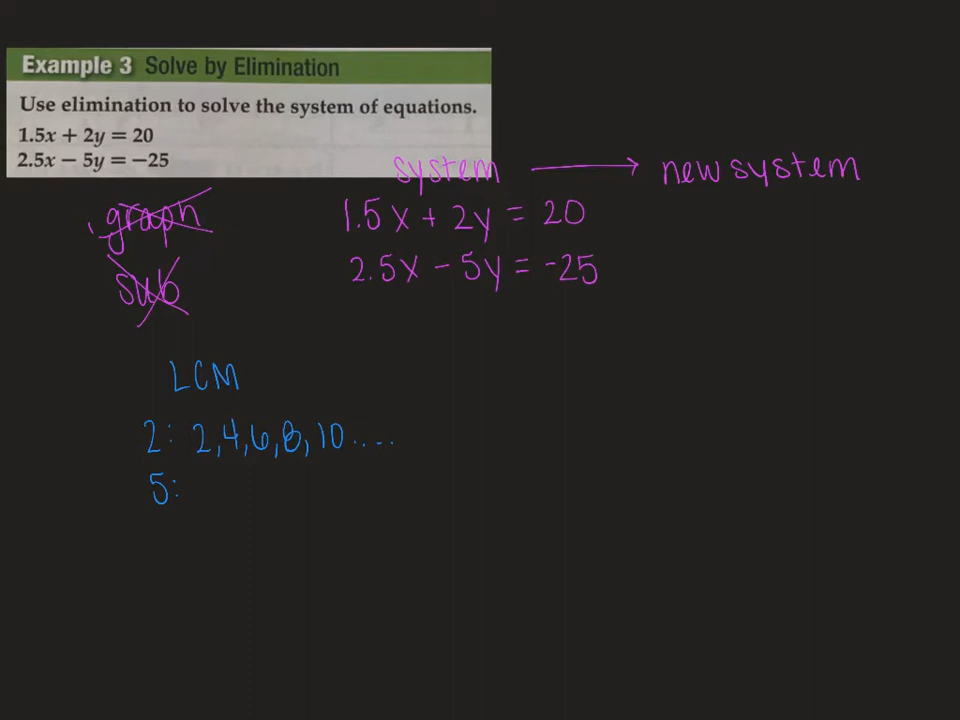 Example 3 Solve by Elimination
Use elimination to solve the system of equations.
1.5x + 2y = 20
2.5x − 5y = −25
system → new system
graph
1.5x + 2y = 20
2.5x - 5y = -25
sub
LCM
2: 2,4,6,8,10....
5: